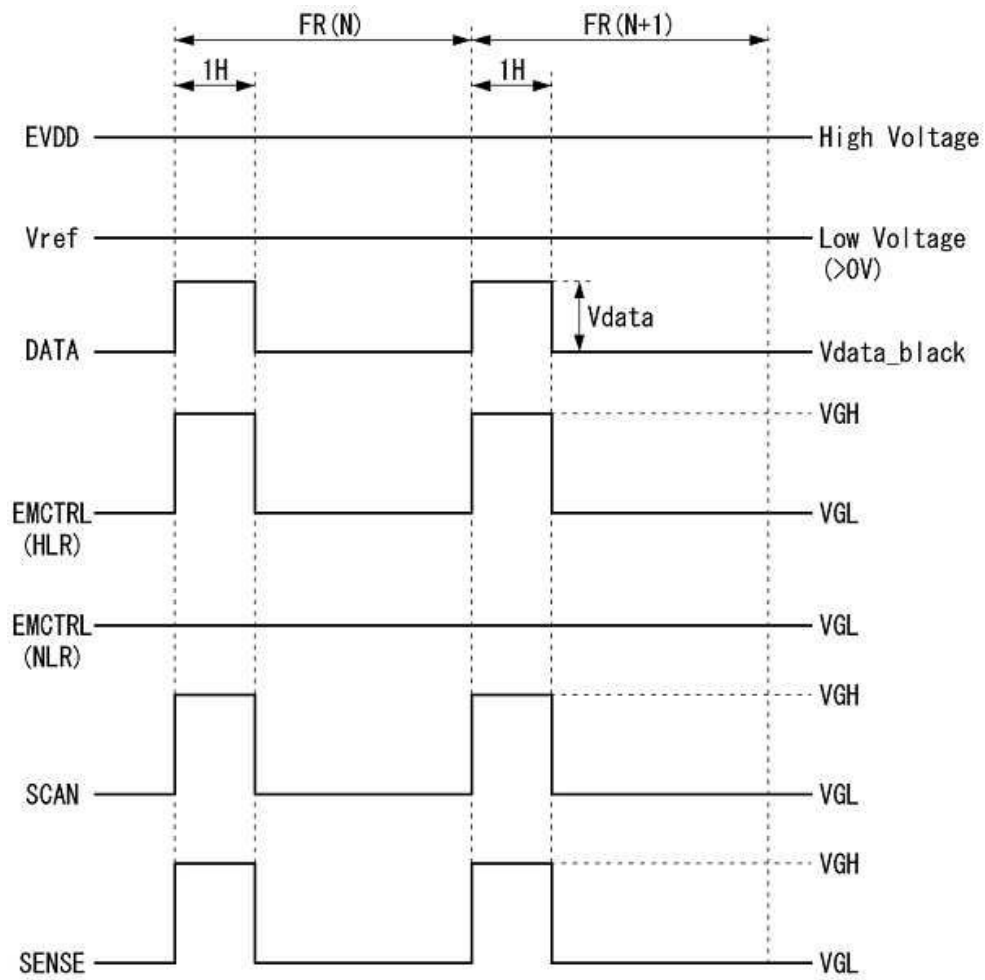 FR(N) FR(N+1)
1H 1H
EVDD High Voltage
Vref Low Voltage
(>0V)
Vdata
DATA Vdata_black
VGH
EMCTRL VGL
(HLR)
EMCTRL VGL
(NLR)
VGH
SCAN VGL
VGH
SENSE VGL